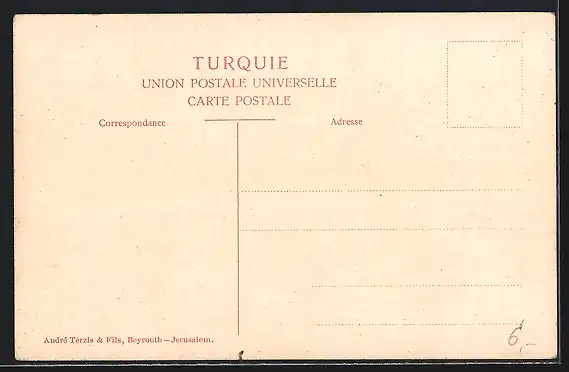 TURQUIE
UNION POSTALE UNIVERSELLE
CARTE POSTALE
Correspondance
Adresse
André Terzis & Fils, Beyrouth – Jerusalem.
6,-